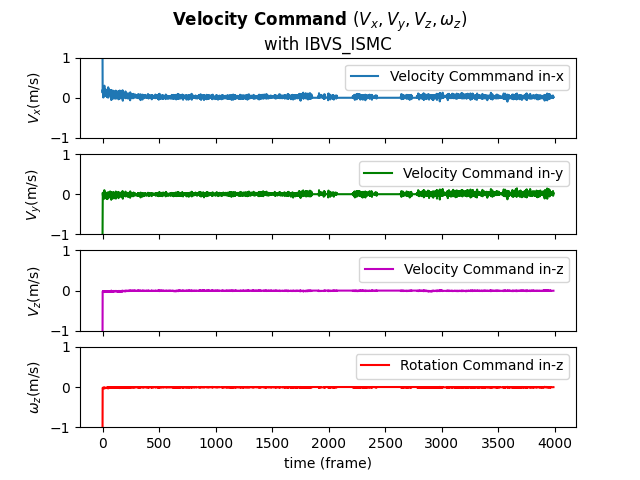 Velocity Command (Vx, Vy, Vz, ωz)
with IBVS_ISMC
1
0
−1
Vx(m/s)
Velocity Commmand in-x
1
0
−1
Vy(m/s)
Velocity Command in-y
1
0
−1
Vz(m/s)
Velocity Command in-z
1
0
−1
ωz(m/s)
Rotation Command in-z
0 500 1000 1500 2000 2500 3000 3500 4000
time (frame)